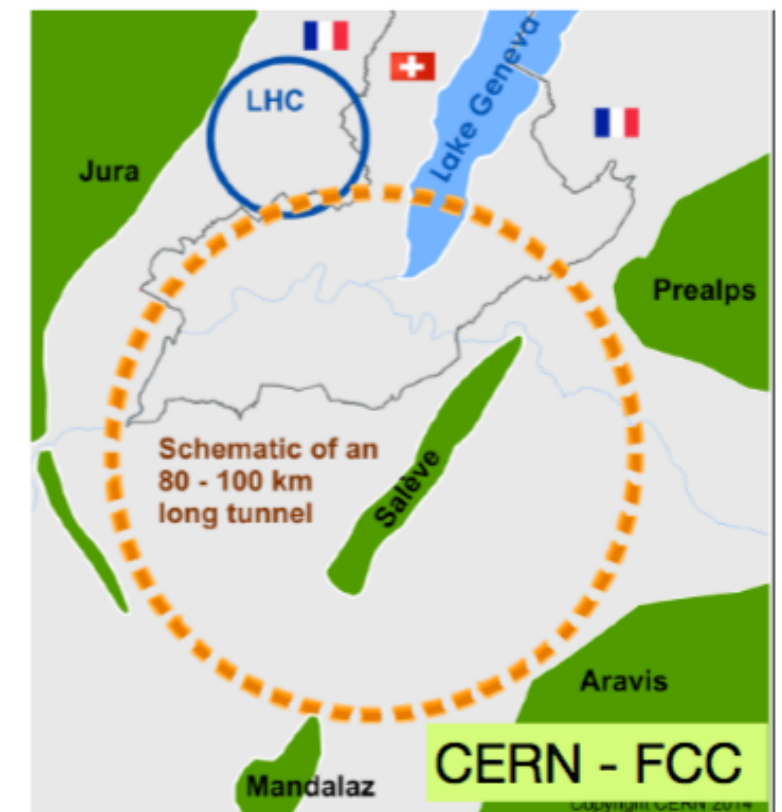 LHC
Lake Geneva
Jura
Prealps
Schematic of an
80 - 100 km
long tunnel
Salève
Aravis
CERN - FCC
Mandalaz
Copyright CERN 2014